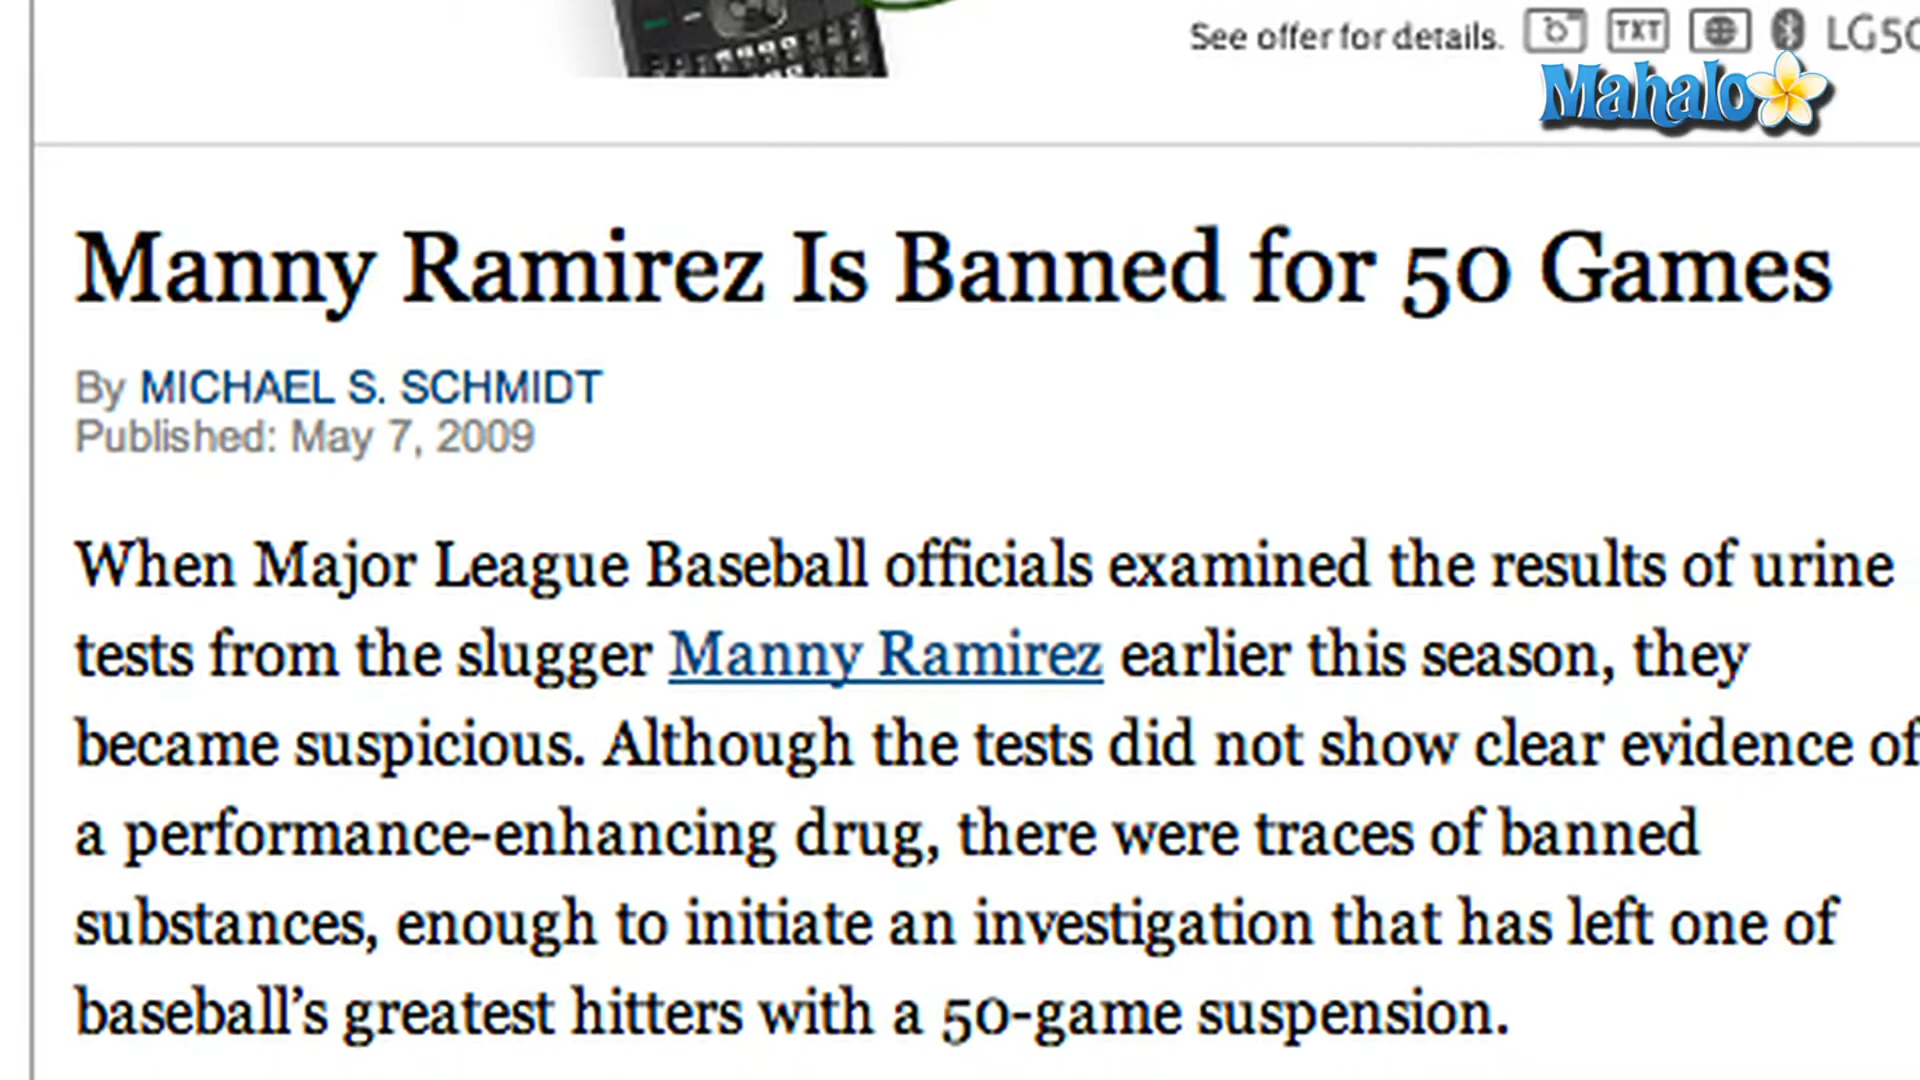 See offer for details. TXT LG50
Mahalo
Manny Ramirez Is Banned for 50 Games
By MICHAEL S. SCHMIDT
Published: May 7, 2009
When Major League Baseball officials examined the results of urine
tests from the slugger Manny Ramirez earlier this season, they
became suspicious. Although the tests did not show clear evidence of
a performance-enhancing drug, there were traces of banned
substances, enough to initiate an investigation that has left one of
baseball’s greatest hitters with a 50-game suspension.